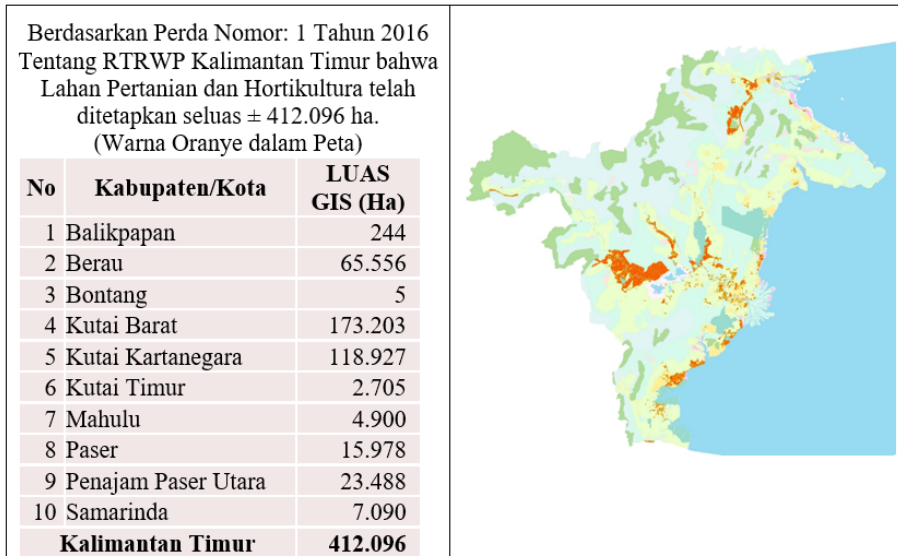 Berdasarkan Perda Nomor: 1 Tahun 2016
Tentang RTRWP Kalimantan Timur bahwa
Lahan Pertanian dan Hortikultura telah
ditetapkan seluas ± 412.096 ha.
(Warna Oranye dalam Peta)
No Kabupaten/Kota LUAS GIS (Ha)
1 Balikpapan 244
2 Berau 65.556
3 Bontang 5
4 Kutai Barat 173.203
5 Kutai Kartanegara 118.927
6 Kutai Timur 2.705
7 Mahulu 4.900
8 Paser 15.978
9 Penajam Paser Utara 23.488
10 Samarinda 7.090
Kalimantan Timur 412.096